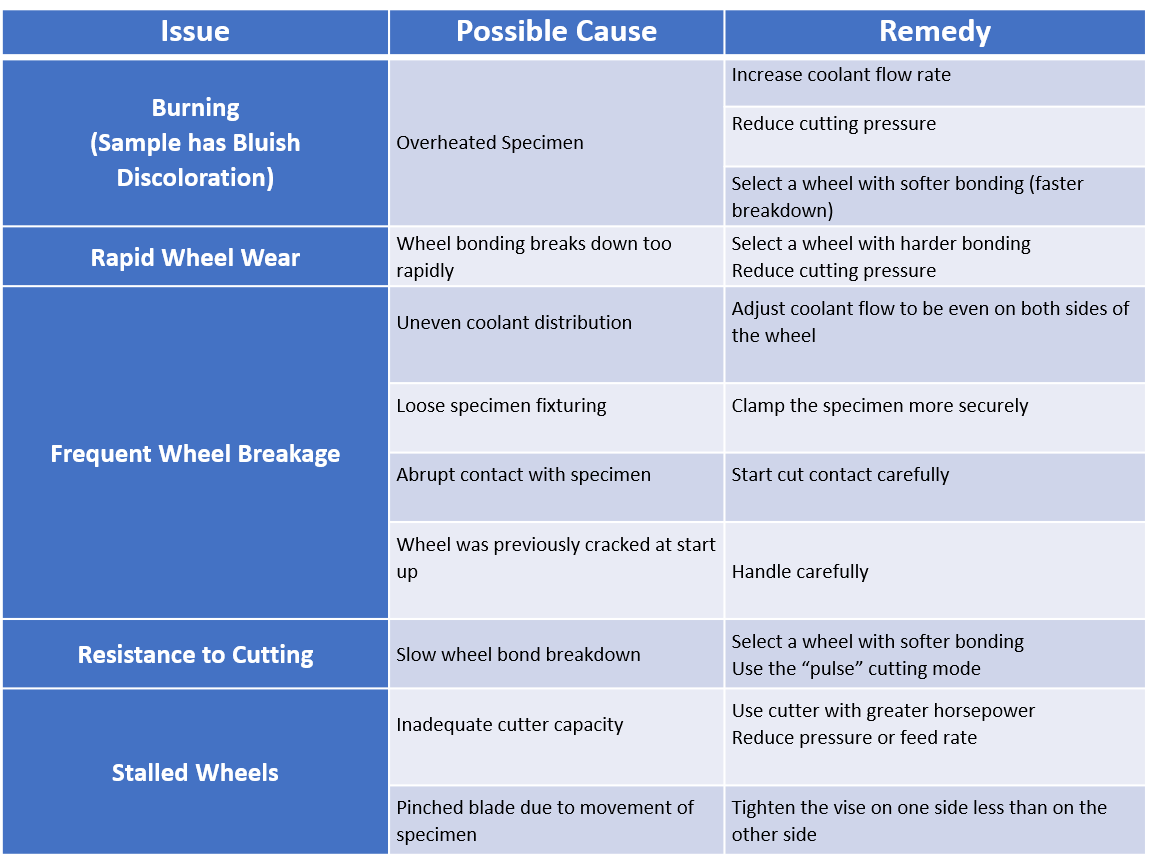 Issue
Possible Cause
Remedy
Burning
(Sample has Bluish
Discoloration)
Overheated Specimen
Increase coolant flow rate
Reduce cutting pressure
Select a wheel with softer bonding (faster
breakdown)
Rapid Wheel Wear
Wheel bonding breaks down too
rapidly
Select a wheel with harder bonding
Reduce cutting pressure
Frequent Wheel Breakage
Uneven coolant distribution
Adjust coolant flow to be even on both sides of
the wheel
Loose specimen fixturing
Clamp the specimen more securely
Abrupt contact with specimen
Start cut contact carefully
Wheel was previously cracked at start
up
Handle carefully
Resistance to Cutting
Slow wheel bond breakdown
Select a wheel with softer bonding
Use the “pulse” cutting mode
Stalled Wheels
Inadequate cutter capacity
Use cutter with greater horsepower
Reduce pressure or feed rate
Pinched blade due to movement of
specimen
Tighten the vise on one side less than on the
other side